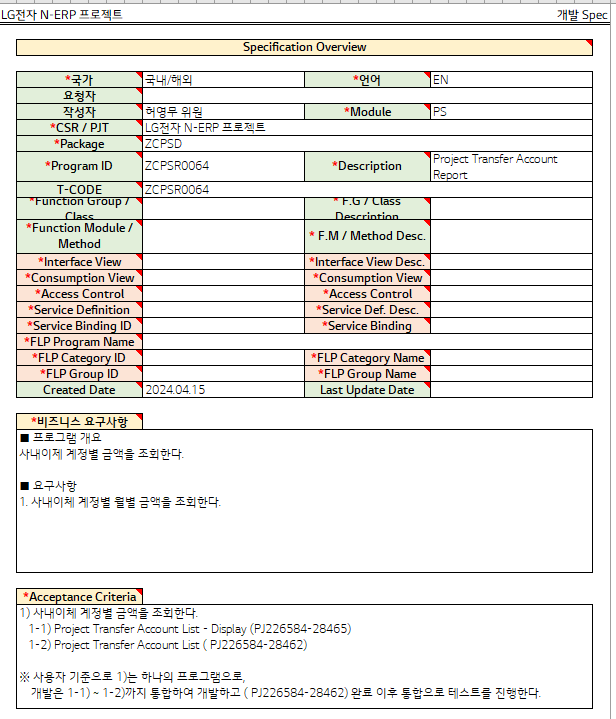 LG전자 N-ERP 프로젝트 개발 Spec
Specification Overview
*국가 국내/해외 *언어 EN
요청자
작성자 허영무 위원 *Module PS
*CSR / PJT LG전자 N-ERP 프로젝트
*Package ZCPSD
*Program ID ZCPSR0064 *Description Project Transfer Account
Report
T-CODE ZCPSR0064
*Function Group / * F.G / Class
Class Description
*Function Module / * F.M / Method Desc.
Method
*Interface View *Interface View Desc.
*Consumption View *Consumption View
*Access Control *Access Control
*Service Definition *Service Def. Desc.
*Service Binding ID *Service Binding
*FLP Program Name
*FLP Category ID *FLP Category Name
*FLP Group ID *FLP Group Name
Created Date 2024.04.15 Last Update Date
*비즈니스 요구사항
■ 프로그램 개요
사내이제 계정별 금액을 조회한다.
■ 요구사항
1. 사내이체 계정별 월별 금액을 조회한다.
*Acceptance Criteria
1) 사내이체 계정별 금액을 조회한다.
1-1) Project Transfer Account List - Display (PJ226584-28465)
1-2) Project Transfer Account List ( PJ226584-28462)
※ 사용자 기준으로 1)는 하나의 프로그램으로,
개발은 1-1) ~ 1-2)까지 통합하여 개발하고 ( PJ226584-28462) 완료 이후 통합으로 테스트를 진행한다.